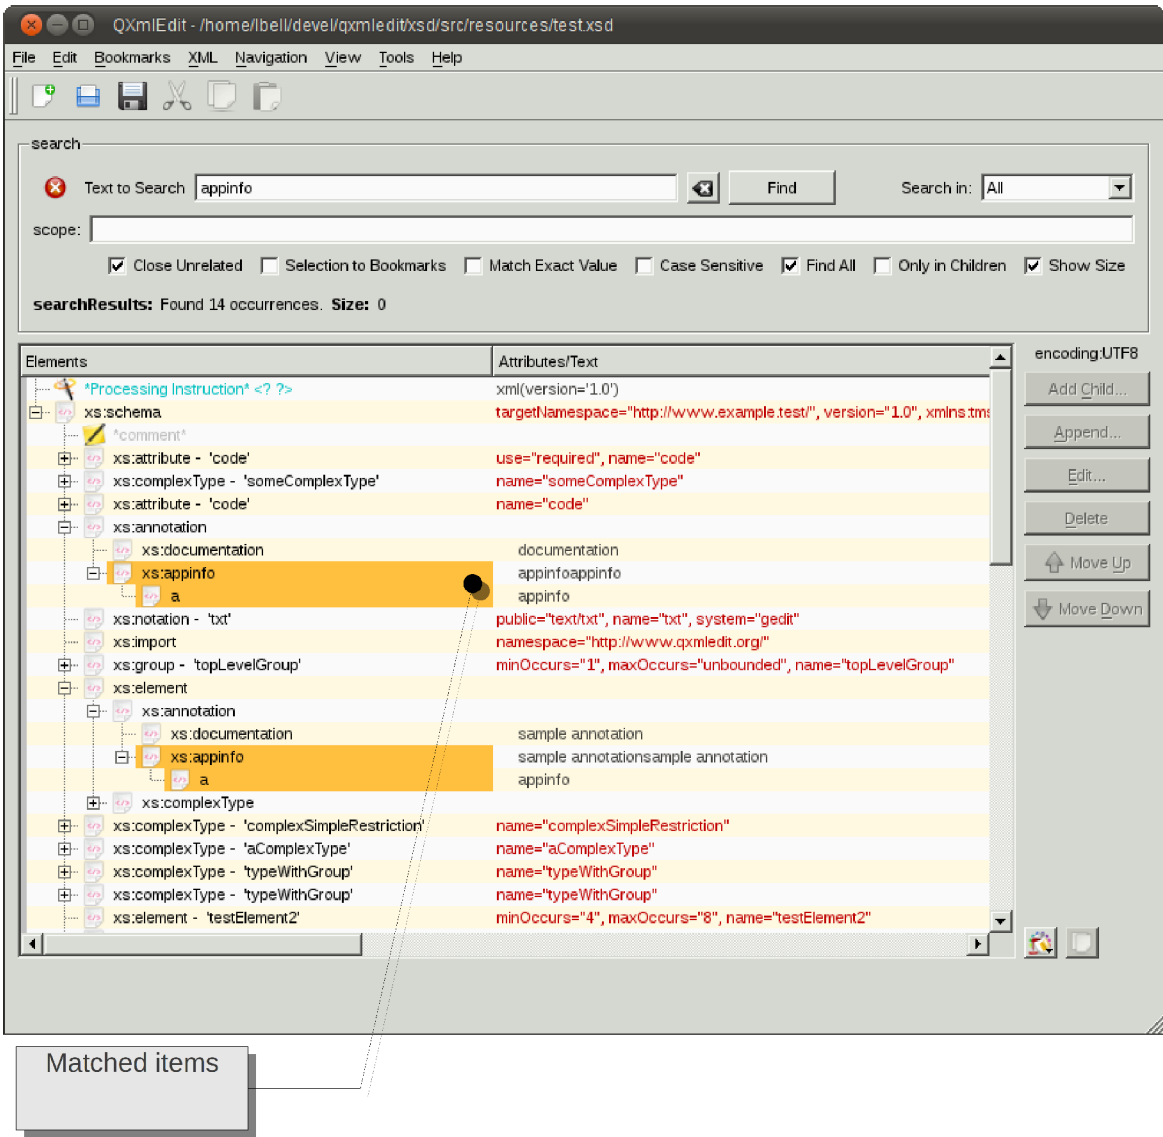 QXmlEdit - /home/lbell/devel/qxmledit/xsd/src/resources/test.xsd
File Edit Bookmarks XML Navigation View Tools Help
search
Text to Search appinfo Find Search in: All
scope:
Close Unrelated Selection to Bookmarks Match Exact Value Case Sensitive Find All Only in Children Show Size
searchResults: Found 14 occurrences. Size: 0
Elements Attributes/Text
*Processing Instruction* <? ?> xml(version='1.0')
xs:schema targetNamespace="http://www.example.test/", version="1.0", xmlns:tms
*comment*
xs:attribute - 'code' use="required", name="code"
xs:complexType - 'someComplexType' name="someComplexType"
xs:attribute - 'code' name="code"
xs:annotation
xs:documentation documentation
xs:appinfo appinfoappinfo
a appinfo
xs:notation - 'txt' public="text/txt", name="txt", system="gedit"
xs:import namespace="http://www.qxmledit.org/"
xs:group - 'topLevelGroup' minOccurs="1", maxOccurs="unbounded", name="topLevelGroup"
xs:element
xs:annotation
xs:documentation sample annotation
xs:appinfo sample annotationsample annotation
a appinfo
xs:complexType
xs:complexType - 'complexSimpleRestriction' name="complexSimpleRestriction"
xs:complexType - 'aComplexType' name="aComplexType"
xs:complexType - 'typeWithGroup' name="typeWithGroup"
xs:complexType - 'typeWithGroup' name="typeWithGroup"
xs:element - 'testElement2' minOccurs="4", maxOccurs="8", name="testElement2"
encoding:UTF8
Add Child...
Append...
Edit...
Delete
Move Up
Move Down
Matched items